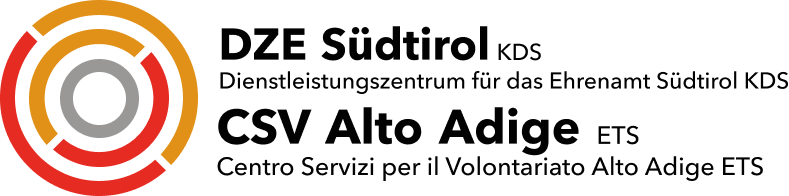 DZE Südtirol KDS
Dienstleistungszentrum für das Ehrenamt Südtirol KDS
CSV Alto Adige ETS
Centro Servizi per il Volontariato Alto Adige ETS